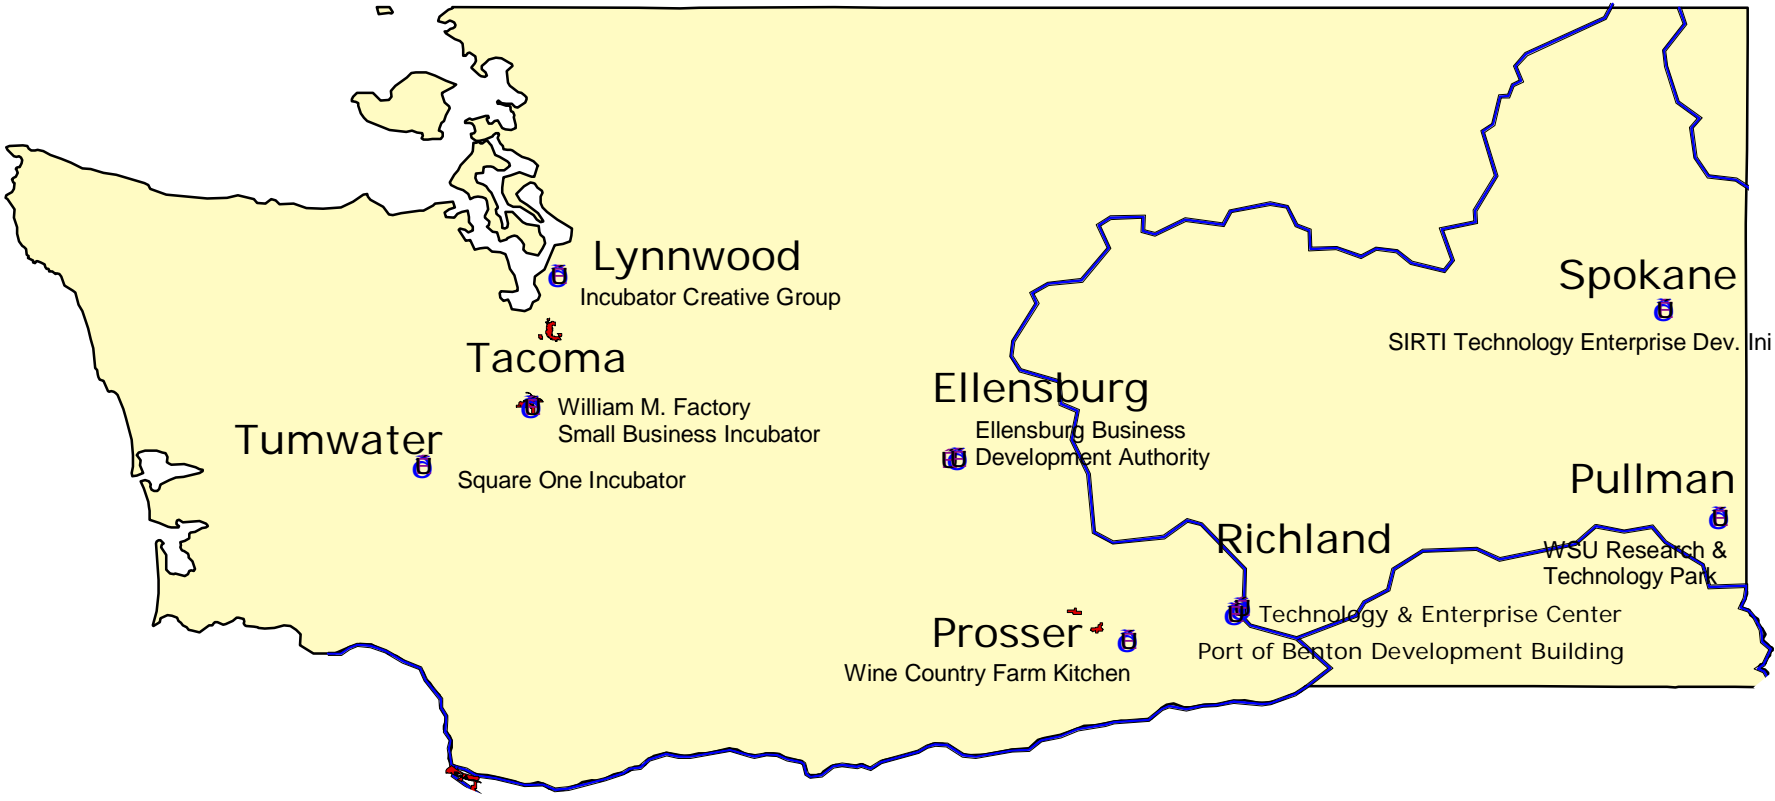 Lynnwood
Incubator Creative Group
Spokane
SIRTI Technology Enterprise Dev. Ini
Tacoma
William M. Factory
Small Business Incubator
Ellensburg
Ellensburg Business
Development Authority
Tumwater
Square One Incubator
Pullman
WSU Research &
Technology Park
Richland
Technology & Enterprise Center
Port of Benton Development Building
Prosser
Wine Country Farm Kitchen